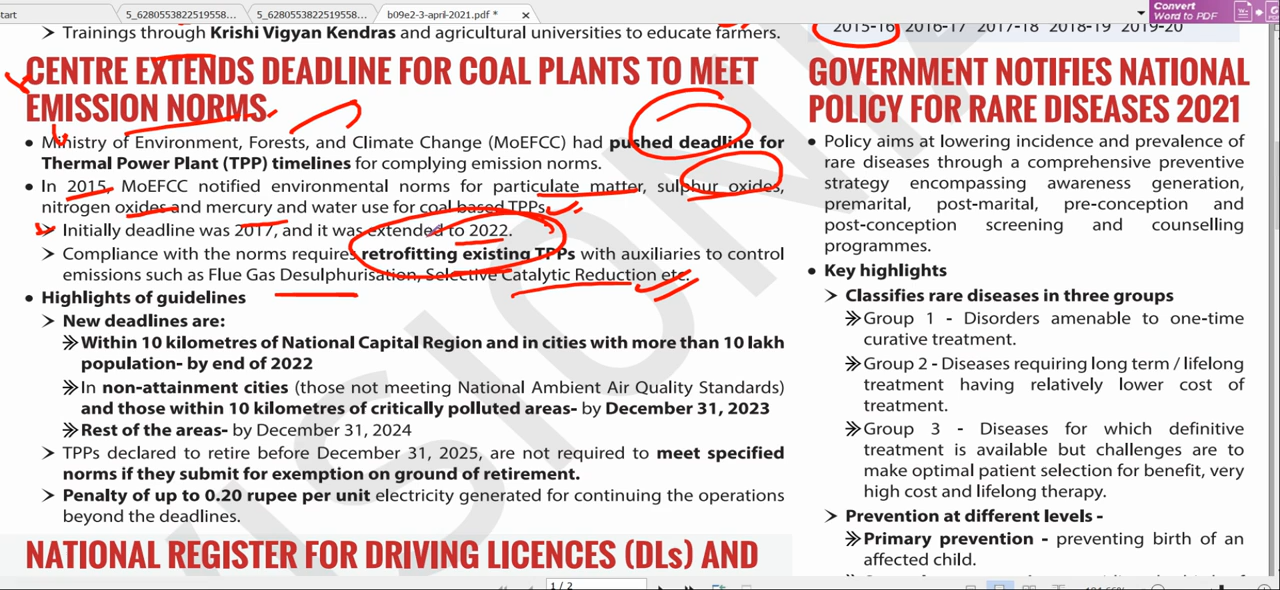 start
5_6280553822519558...
5_6280553822519558...
b09e2-3-april-2021.pdf *
×
Convert
Word to PDF
Trainings through Krishi Vigyan Kendras and agricultural universities to educate farmers.
CENTRE EXTENDS DEADLINE FOR COAL PLANTS TO MEET
EMISSION NORMS
• Ministry of Environment, Forests, and Climate Change (MoEFCC) had pushed deadline for
Thermal Power Plant (TPP) timelines for complying emission norms.
• In 2015, MoEFCC notified environmental norms for particulate matter, sulphur oxides,
nitrogen oxides and mercury and water use for coal based TPPs.
Initially deadline was 2017, and it was extended to 2022.
Compliance with the norms requires retrofitting existing TPPs with auxiliaries to control
emissions such as Flue Gas Desulphurisation, Selective Catalytic Reduction etc.
• Highlights of guidelines
New deadlines are:
Within 10 kilometres of National Capital Region and in cities with more than 10 lakh
population- by end of 2022
In non-attainment cities (those not meeting National Ambient Air Quality Standards)
and those within 10 kilometres of critically polluted areas- by December 31, 2023
Rest of the areas- by December 31, 2024
TPPs declared to retire before December 31, 2025, are not required to meet specified
norms if they submit for exemption on ground of retirement.
Penalty of up to 0.20 rupee per unit electricity generated for continuing the operations
beyond the deadlines.
NATIONAL REGISTER FOR DRIVING LICENCES (DLs) AND
2015-16 2016-17 2017-18 2018-19 2019-20
GOVERNMENT NOTIFIES NATIONAL
POLICY FOR RARE DISEASES 2021
• Policy aims at lowering incidence and prevalence of
rare diseases through a comprehensive preventive
strategy encompassing awareness generation,
premarital, post-marital, pre-conception and
post-conception screening and counselling
programmes.
• Key highlights
Classifies rare diseases in three groups
Group 1 - Disorders amenable to one-time
curative treatment.
Group 2 - Diseases requiring long term / lifelong
treatment having relatively lower cost of
treatment.
Group 3 - Diseases for which definitive
treatment is available but challenges are to
make optimal patient selection for benefit, very
high cost and lifelong therapy.
Prevention at different levels -
Primary prevention - preventing birth of an
affected child.
1 / 2